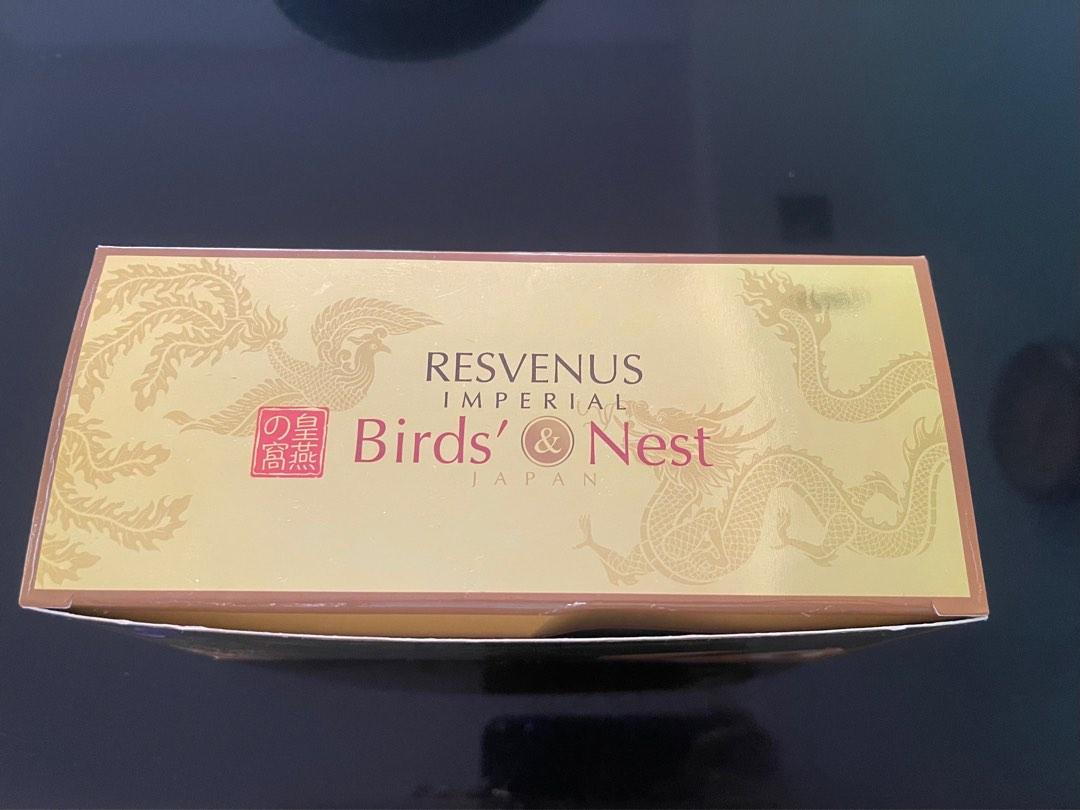 RESVENUS
IMPERIAL
Birds' & Nest
JAPAN
皇燕
の窩